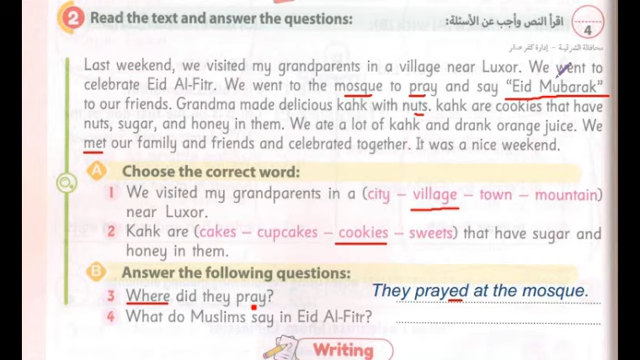 2 Read the text and answer the questions: اقرأ النص وأجب عن الأسئلة:
4
محافظة الشرقية - إدارة كفر صقر
Last weekend, we visited my grandparents in a village near Luxor. We went to
celebrate Eid Al-Fitr. We went to the mosque to pray and say "Eid Mubarak"
to our friends. Grandma made delicious kahk with nuts. kahk are cookies that have
nuts, sugar, and honey in them. We ate a lot of kahk and drank orange juice. We
met our family and friends and celebrated together. It was a nice weekend.
A Choose the correct word:
1 We visited my grandparents in a (city – village – town – mountain)
near Luxor.
2 Kahk are (cakes – cupcakes – cookies – sweets) that have sugar and
honey in them.
B Answer the following questions:
3 Where did they pray? They prayed at the mosque.
4 What do Muslims say in Eid Al-Fitr?
Writing